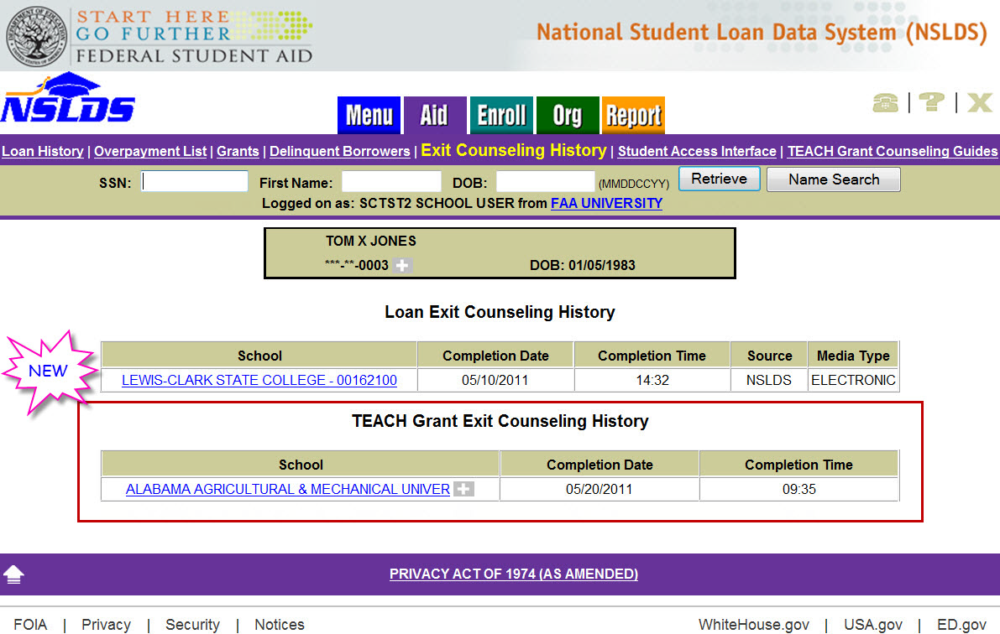 START HERE
GO FURTHER
FEDERAL STUDENT AID
National Student Loan Data System (NSLDS)
NSLDS
Menu Aid Enroll Org Report
? | X
Loan History | Overpayment List | Grants | Delinquent Borrowers | Exit Counseling History | Student Access Interface | TEACH Grant Counseling Guides
SSN: First Name: DOB: (MMDDCCYY) Retrieve Name Search
Logged on as: SCTST2 SCHOOL USER from FAA UNIVERSITY
TOM X JONES
***-**-0003 DOB: 01/05/1983
Loan Exit Counseling History
NEW
School Completion Date Completion Time Source Media Type
LEWIS-CLARK STATE COLLEGE - 00162100 05/10/2011 14:32 NSLDS ELECTRONIC
TEACH Grant Exit Counseling History
School Completion Date Completion Time
ALABAMA AGRICULTURAL & MECHANICAL UNIVER 05/20/2011 09:35
PRIVACY ACT OF 1974 (AS AMENDED)
FOIA | Privacy | Security | Notices WhiteHouse.gov | USA.gov | ED.gov